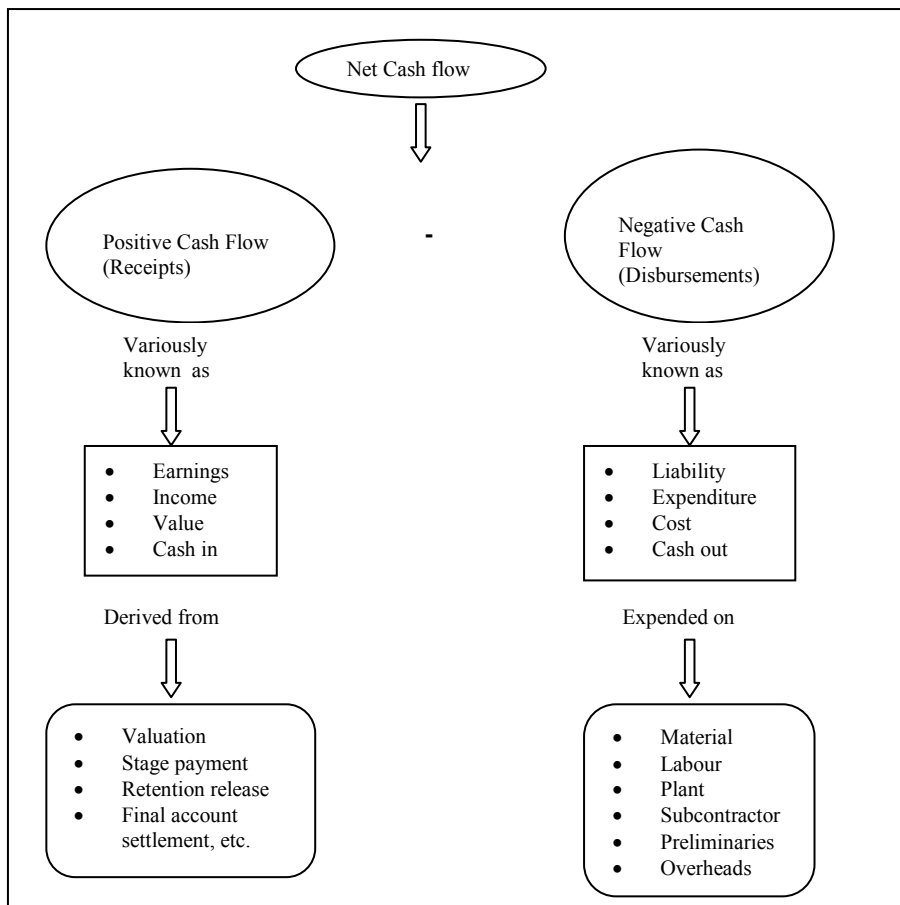 Net Cash flow
Positive Cash Flow
(Receipts)
-
Negative Cash
Flow
(Disbursements)
Variously
known as
Variously
known as
• Earnings
• Income
• Value
• Cash in
• Liability
• Expenditure
• Cost
• Cash out
Derived from
Expended on
• Valuation
• Stage payment
• Retention release
• Final account
settlement, etc.
• Material
• Labour
• Plant
• Subcontractor
• Preliminaries
• Overheads